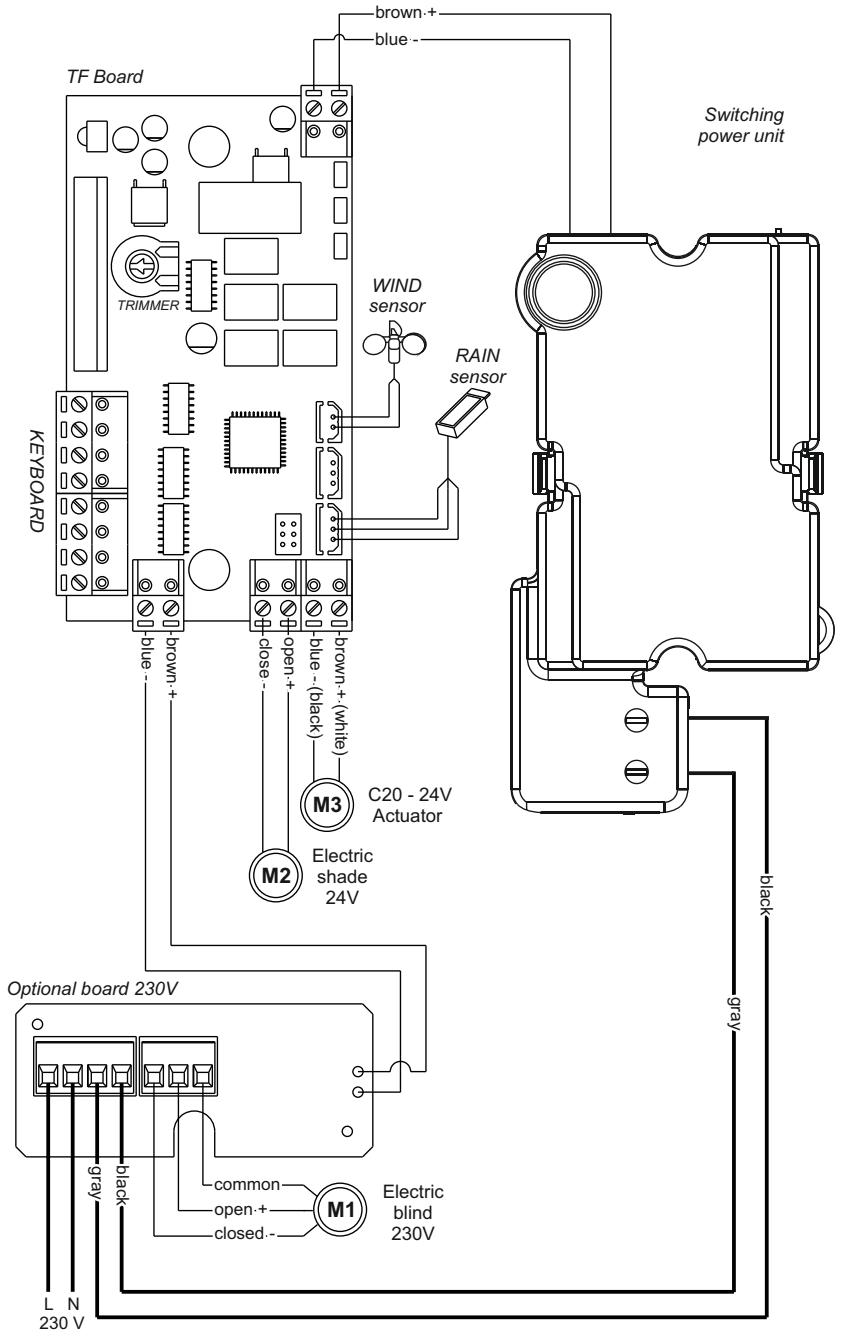 brown +
blue -
TF Board
Switching
power unit
TRIMMER
WIND
sensor
RAIN
sensor
KEYBOARD
blue -
brown +
close -
open +
blue - (black)
brown + (white)
M3
C20 - 24V
Actuator
M2
Electric
shade
24V
black
gray
Optional board 230V
gray
black
common
open +
closed -
M1
Electric
blind
230V
L N
230 V